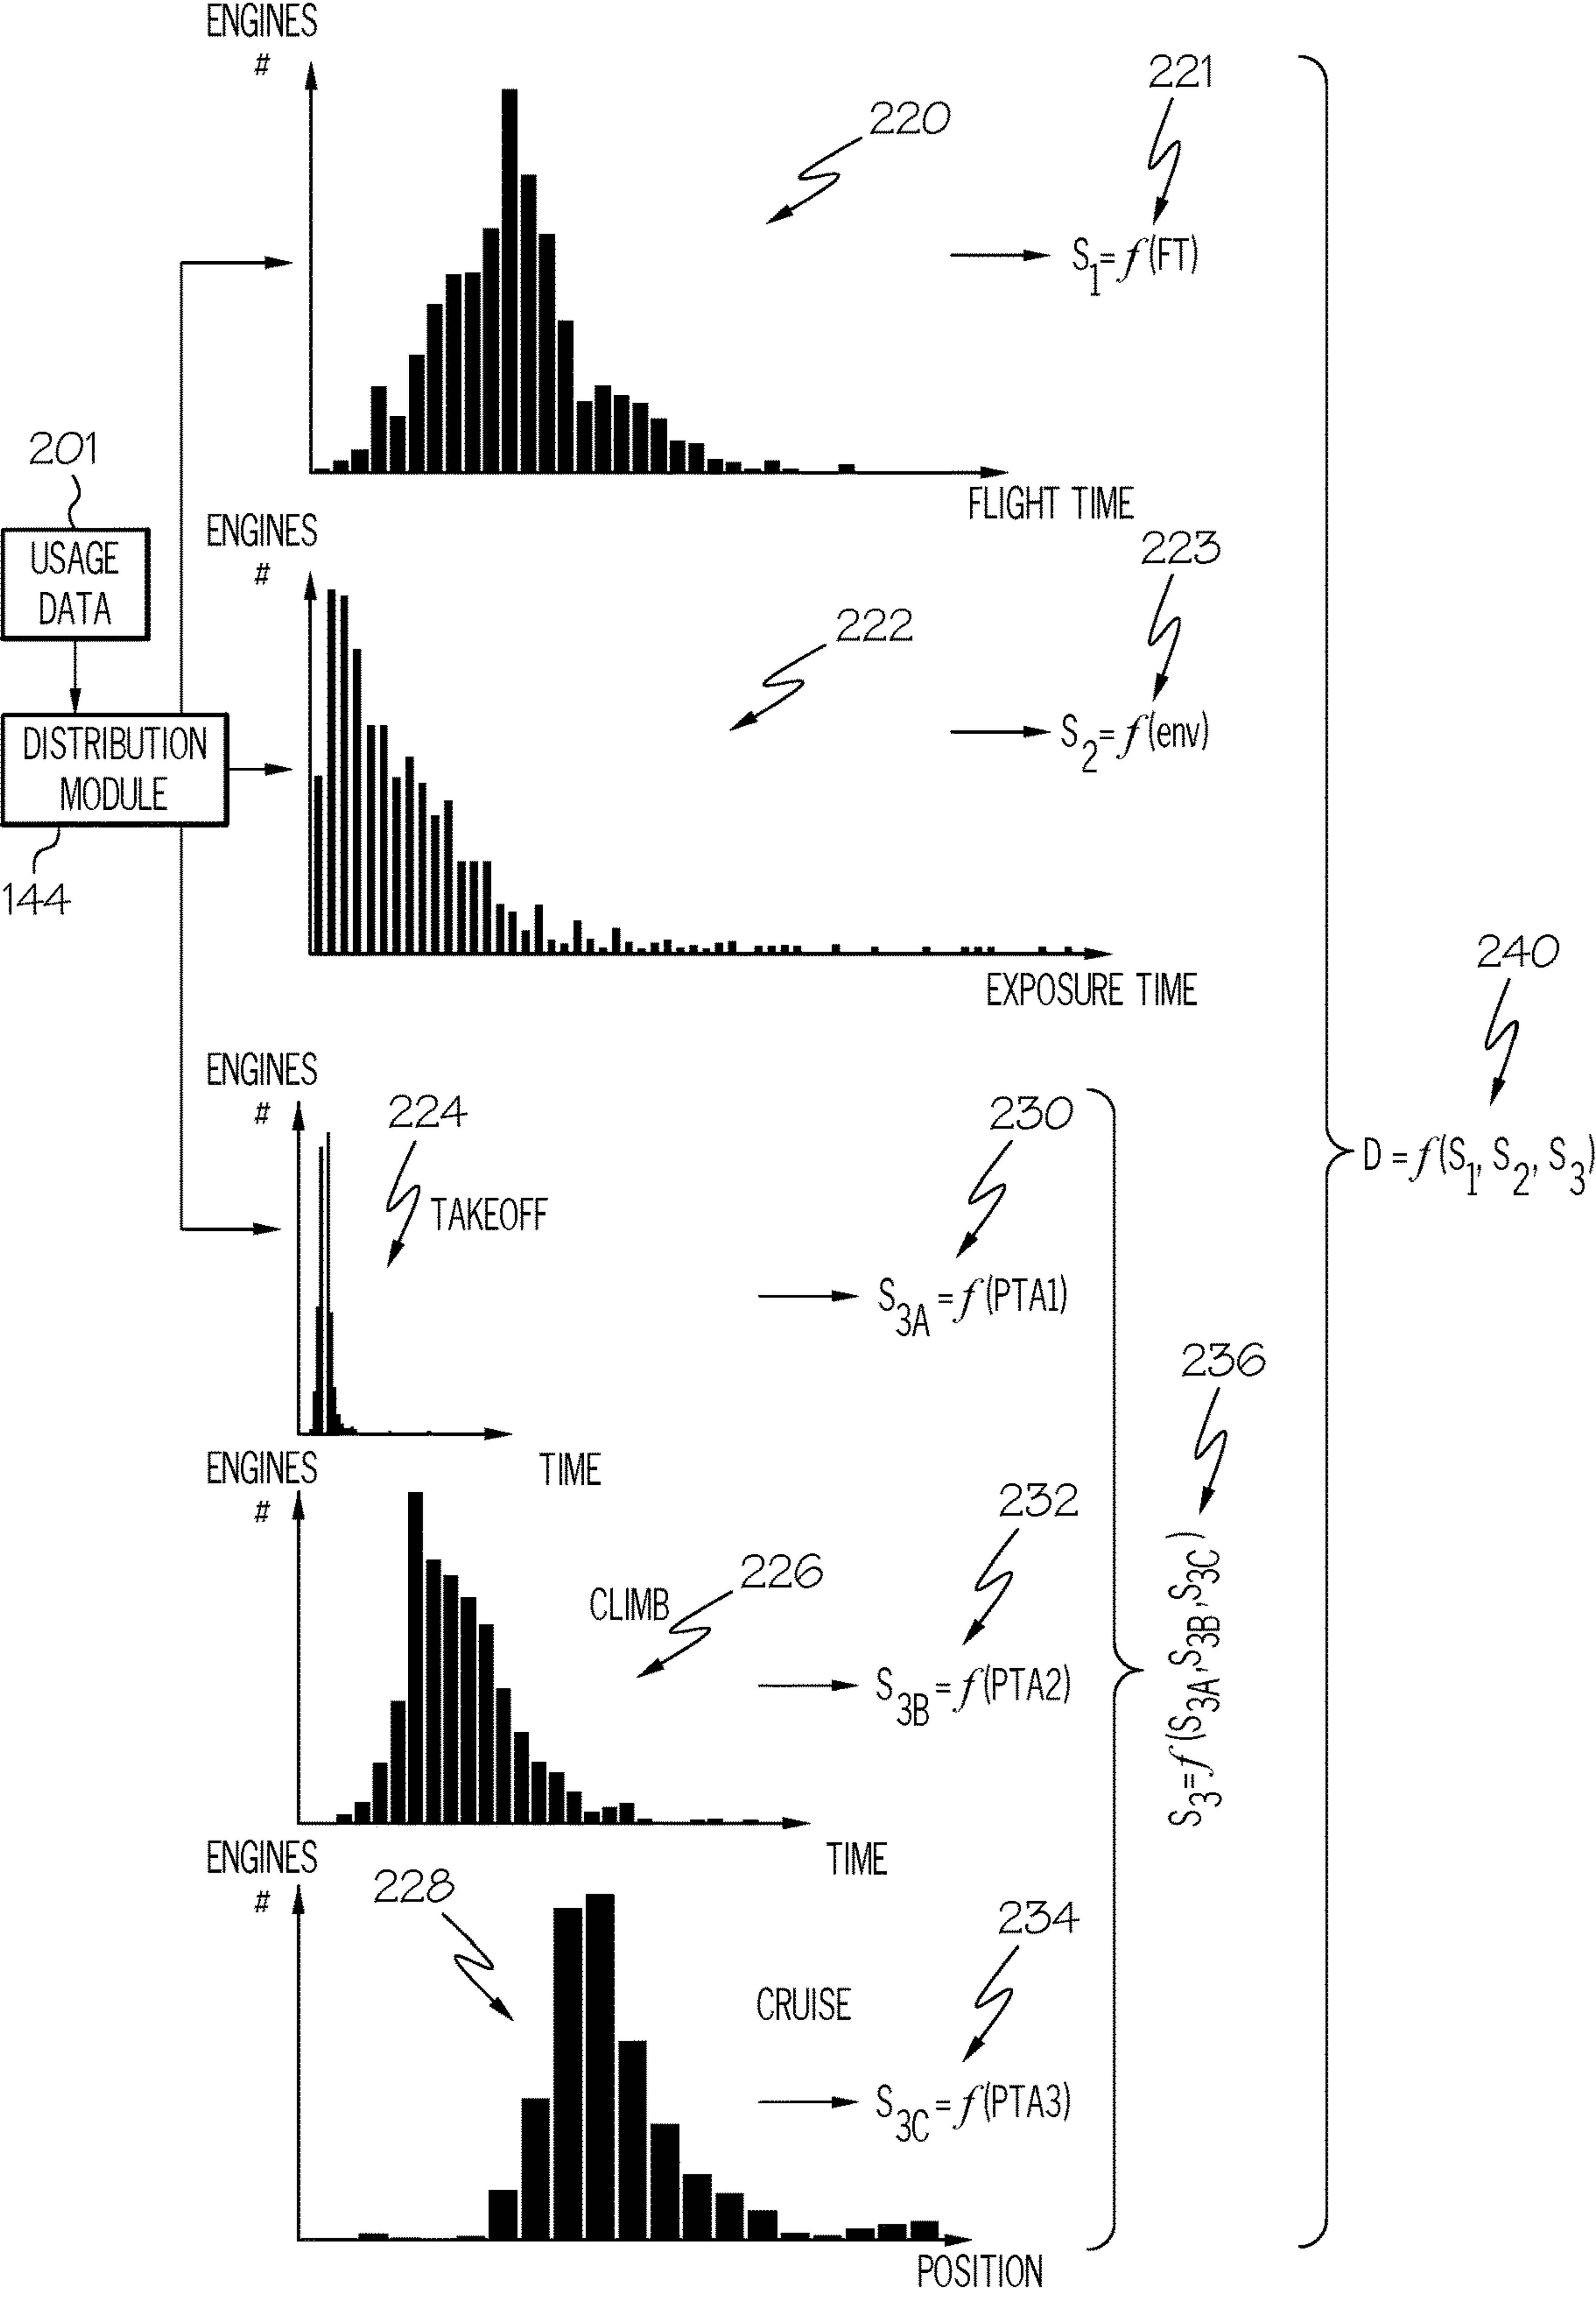 ENGINES
#
220
221
S1=f(FT)
FLIGHT TIME
201
USAGE
DATA
DISTRIBUTION
MODULE
144
ENGINES
#
222
223
S2=f(env)
EXPOSURE TIME
240
D=f(S1, S2, S3)
ENGINES
#
224
TAKEOFF
230
S3A=f(PTA1)
TIME
236
S3=f(S3A,S3B,S3C)
ENGINES
#
CLIMB
226
232
S3B=f(PTA2)
TIME
ENGINES
#
228
CRUISE
234
S3C=f(PTA3)
POSITION